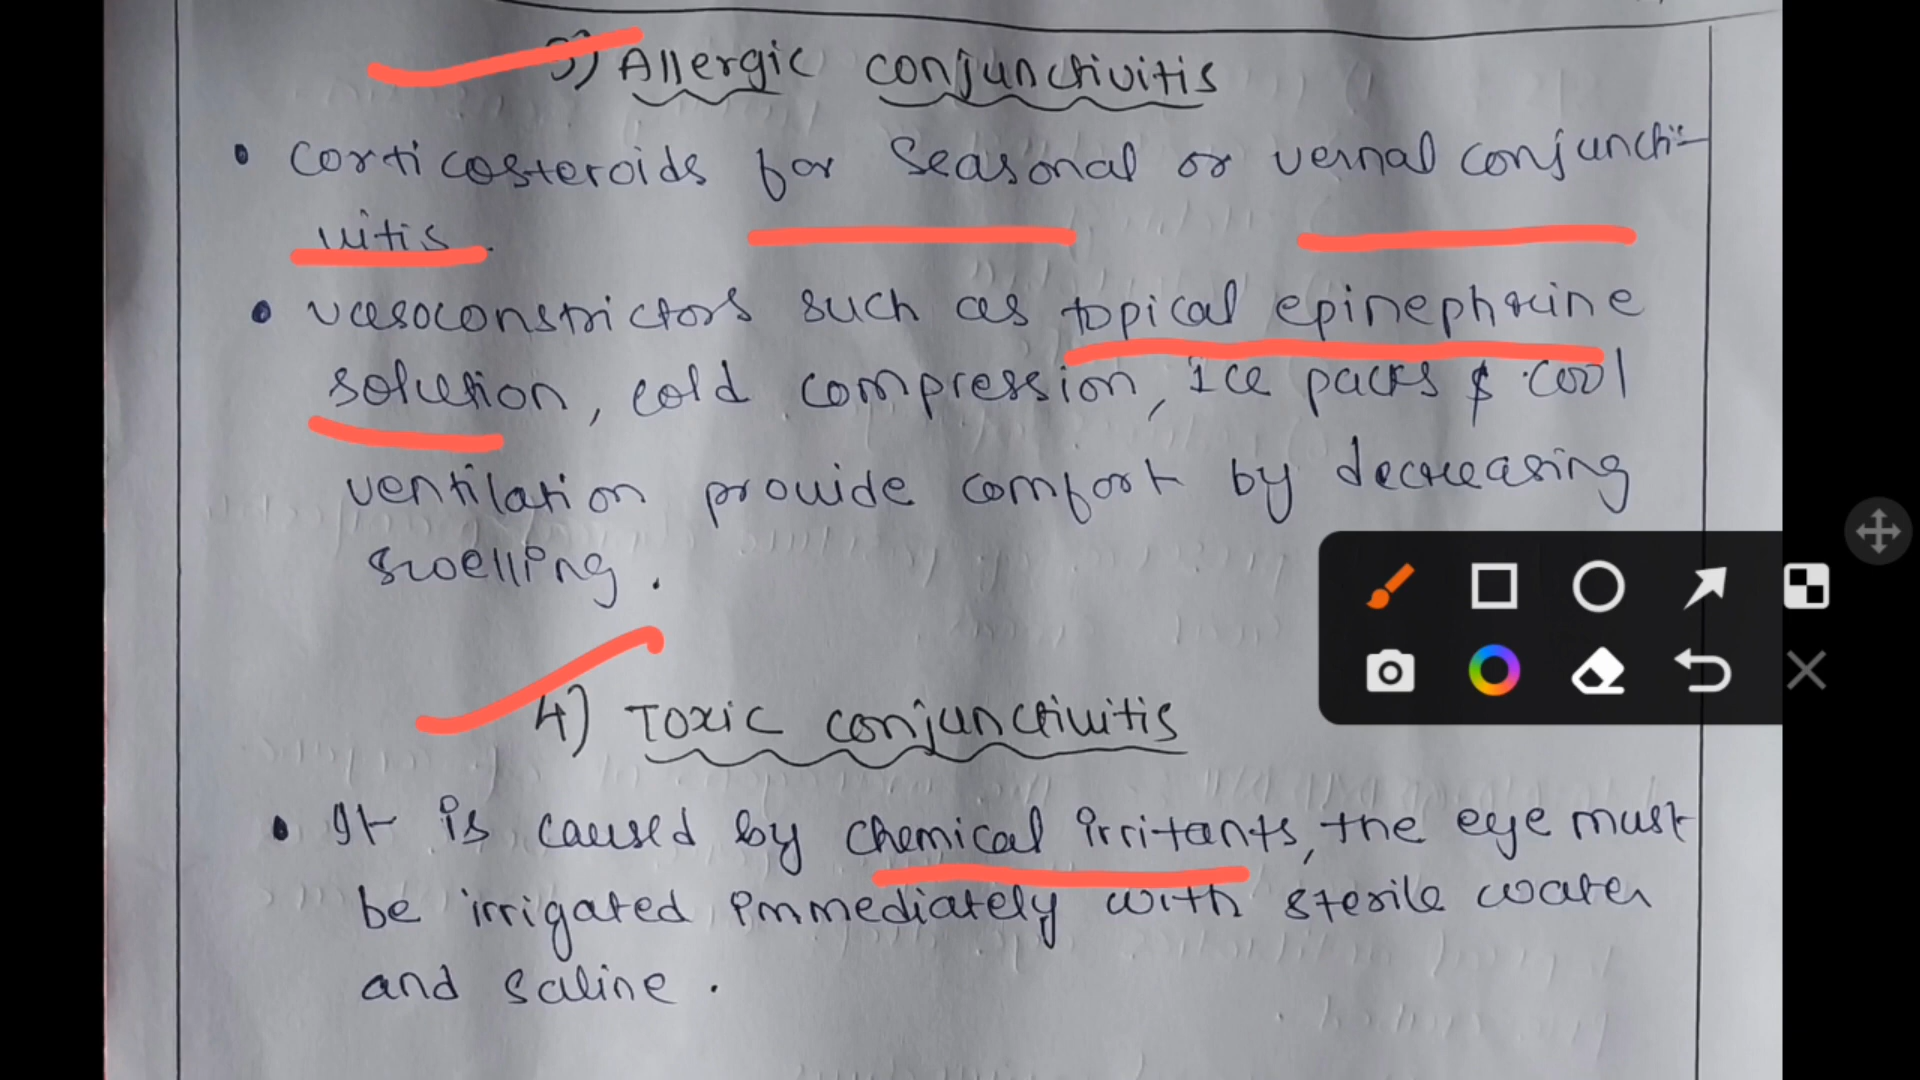 3) Allergic conjunctivitis
• corticosteroids for seasonal or vernal conjuncti-
vitis.
• vasoconstrictors such as topical epinephrine
solution, cold compression, ice packs & cool
ventilation provide comfort by decreasing
swelling.
4) Toxic conjunctivitis
• It is caused by chemical irritants, the eye must
be irrigated immediately with sterile water
and saline.